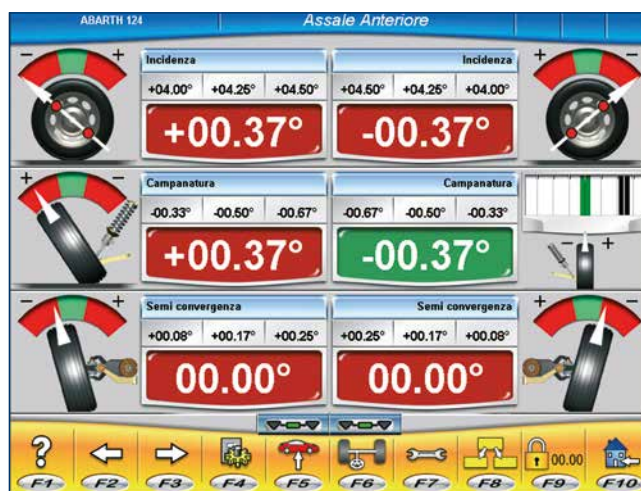 ABARTH 124 Assale Anteriore
- + Incidenza Incidenza + -
+04.00° +04.25° +04.50° +04.50° +04.25° +04.00°
+00.37° -00.37°
+ - Campanatura Campanatura
-00.33° -00.50° -00.67° -00.67° -00.50° -00.33°
+00.37° -00.37°
- +
- + Semi convergenza Semi convergenza + -
+00.08° +00.17° +00.25° +00.25° +00.17° +00.08°
00.00° 00.00°
? 00.00
F1 F2 F3 F4 F5 F6 F7 F8 F9 F10